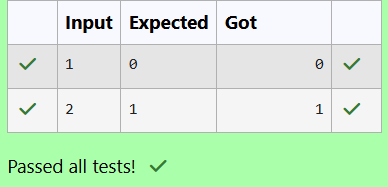 Input Expected Got
1 0 0
2 1 1
Passed all tests!